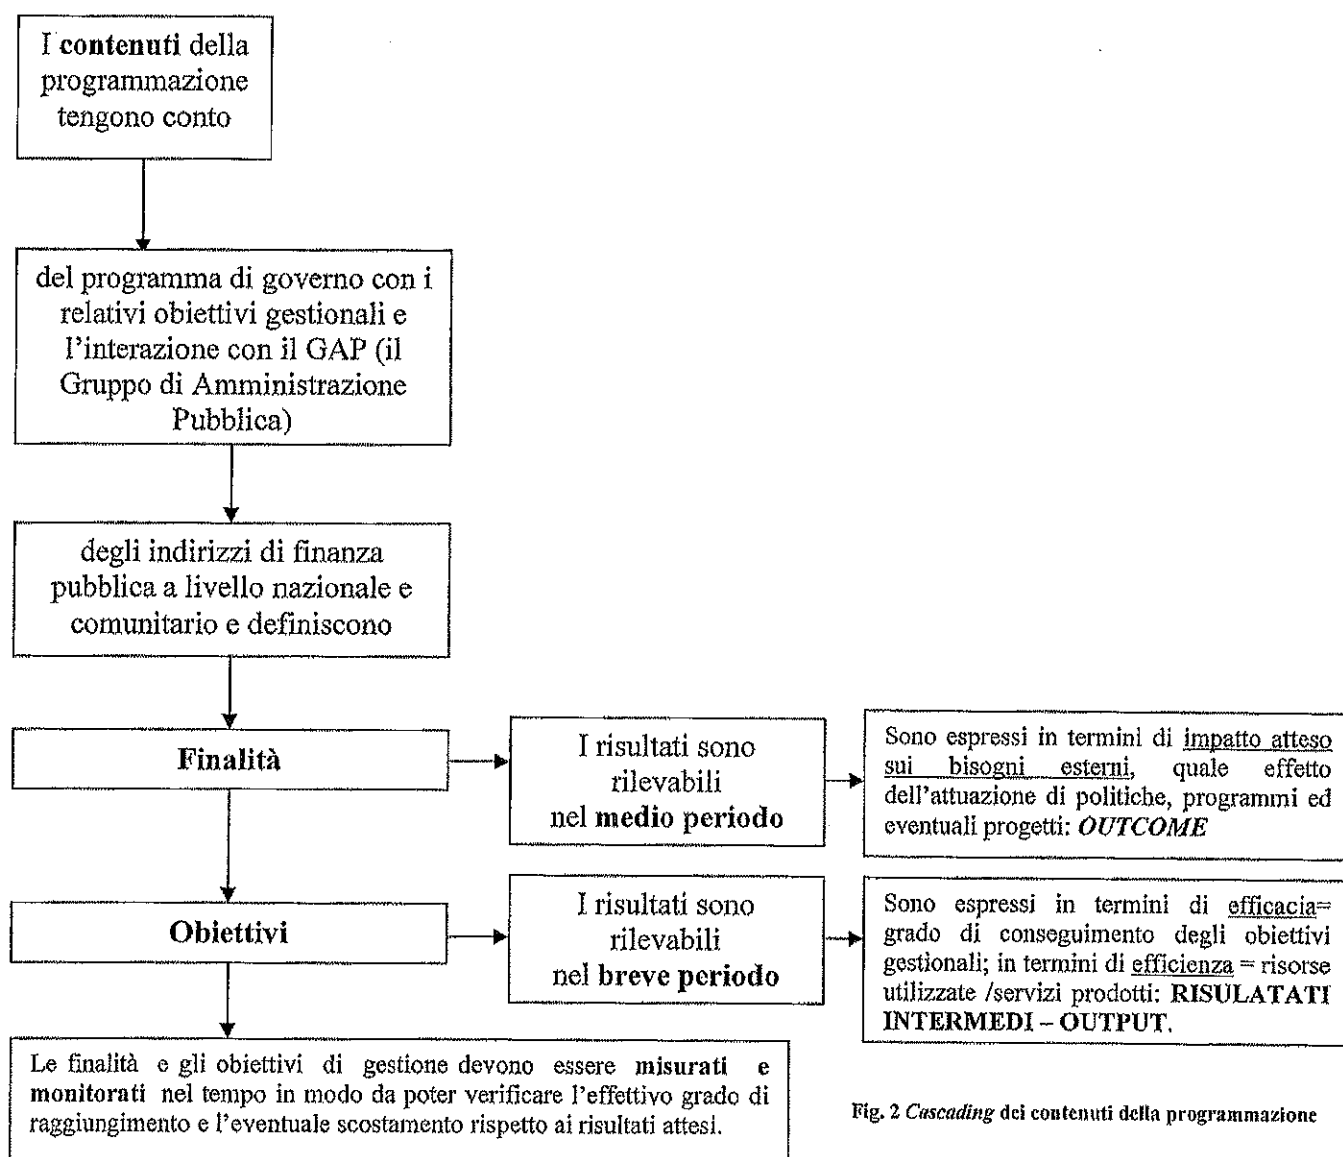 I contenuti della
programmazione
tengono conto
del programma di governo con i
relativi obiettivi gestionali e
l'interazione con il GAP (il
Gruppo di Amministrazione
Pubblica)
degli indirizzi di finanza
pubblica a livello nazionale e
comunitario e definiscono
Finalità
I risultati sono
rilevabili
nel medio periodo
Sono espressi in termini di impatto atteso
sui bisogni esterni, quale effetto
dell'attuazione di politiche, programmi ed
eventuali progetti: OUTCOME
Obiettivi
I risultati sono
rilevabili
nel breve periodo
Sono espressi in termini di efficacia=
grado di conseguimento degli obiettivi
gestionali; in termini di efficienza = risorse
utilizzate /servizi prodotti: RISULATATI
INTERMEDI – OUTPUT.
Le finalità e gli obiettivi di gestione devono essere misurati e
monitorati nel tempo in modo da poter verificare l'effettivo grado di
raggiungimento e l'eventuale scostamento rispetto ai risultati attesi.
Fig. 2 Cascading dei contenuti della programmazione